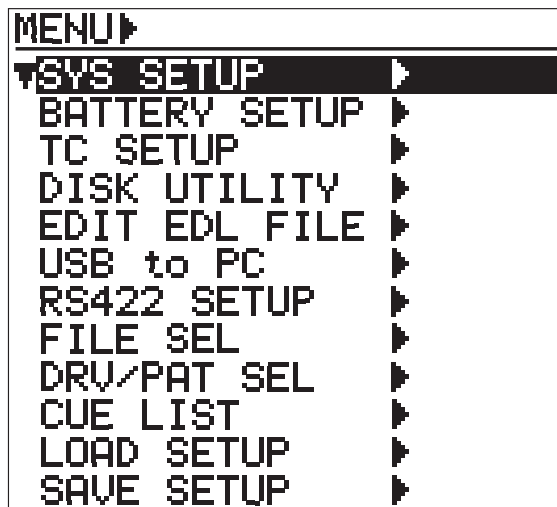 MENU▶
▼SYS SETUP ▶
BATTERY SETUP ▶
TC SETUP ▶
DISK UTILITY ▶
EDIT EDL FILE ▶
USB to PC ▶
RS422 SETUP ▶
FILE SEL ▶
DRV/PAT SEL ▶
CUE LIST ▶
LOAD SETUP ▶
SAVE SETUP ▶